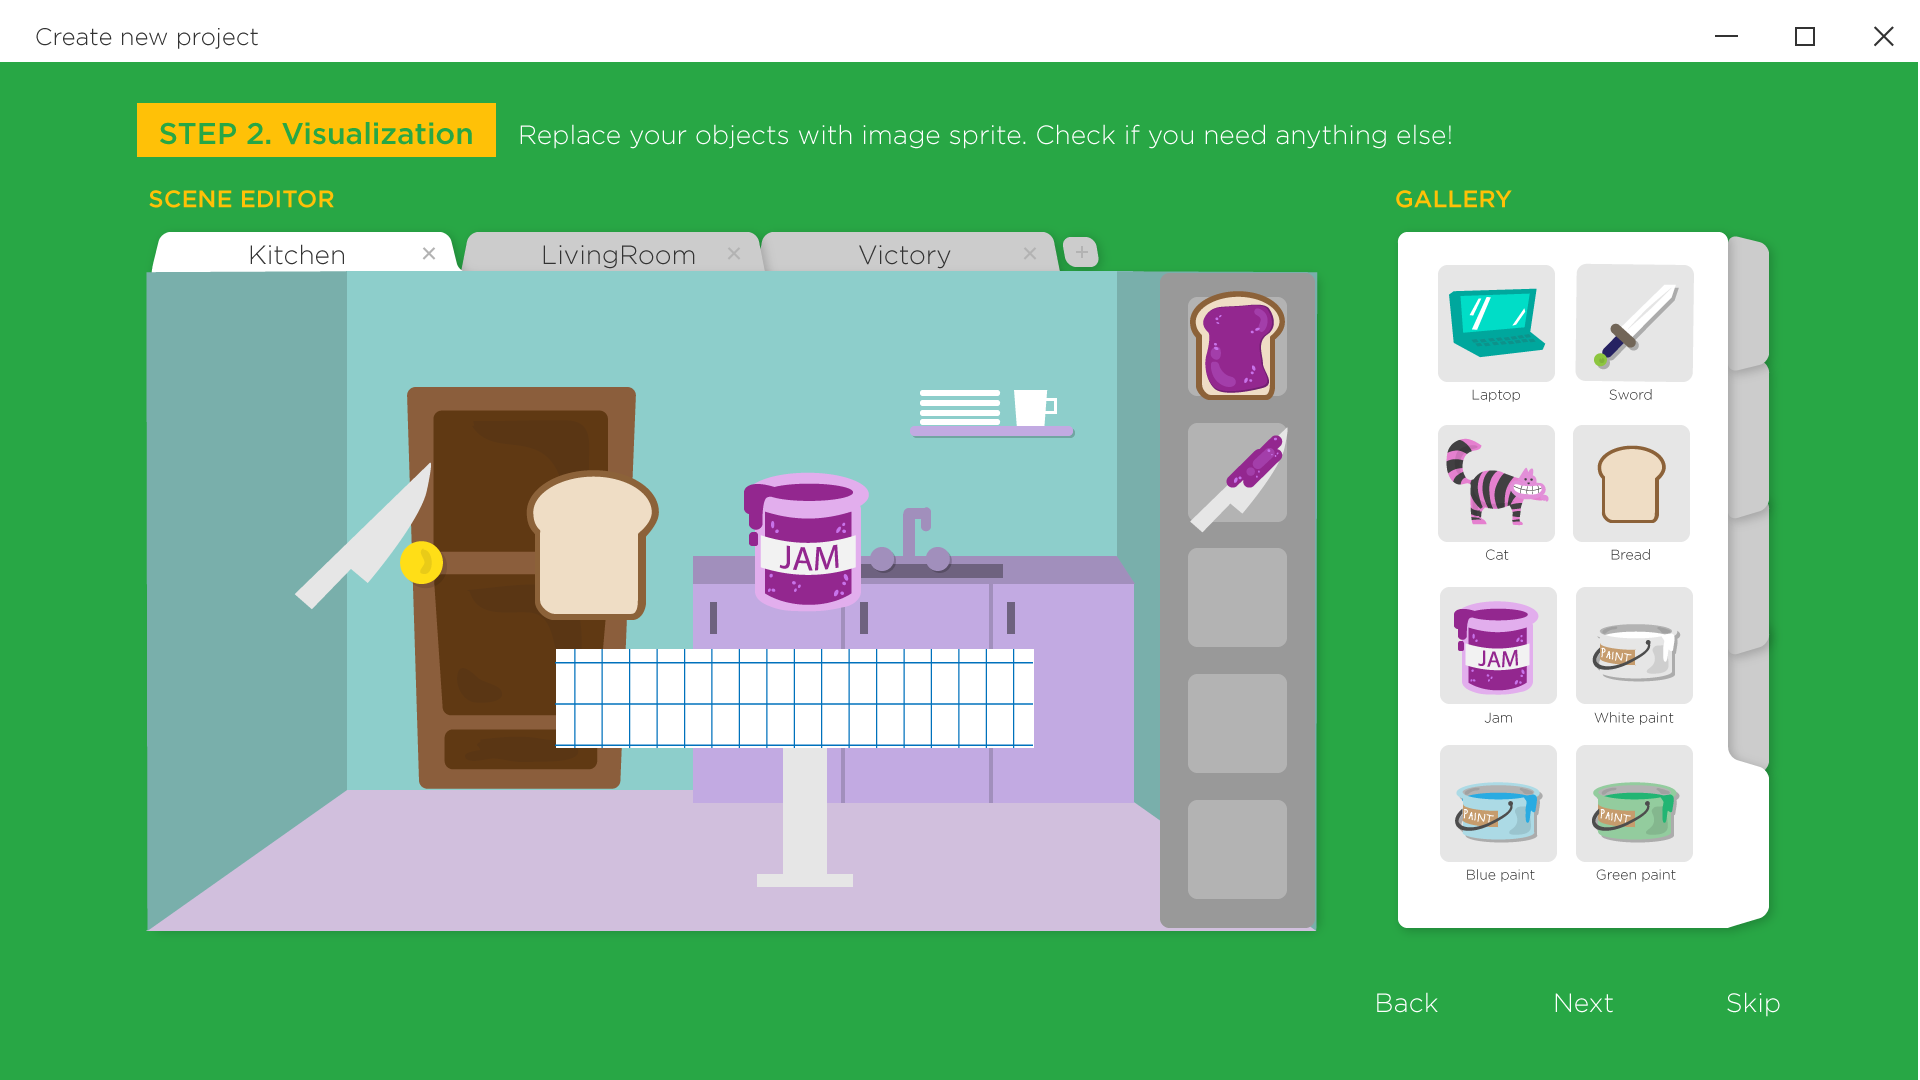 Create new project
STEP 2. Visualization
Replace your objects with image sprite. Check if you need anything else!
SCENE EDITOR
GALLERY
Kitchen
LivingRoom
Victory
JAM
Laptop
Sword
Cat
Bread
JAM
PAINT
Jam
White paint
PAINT
PAINT
Blue paint
Green paint
Back
Next
Skip